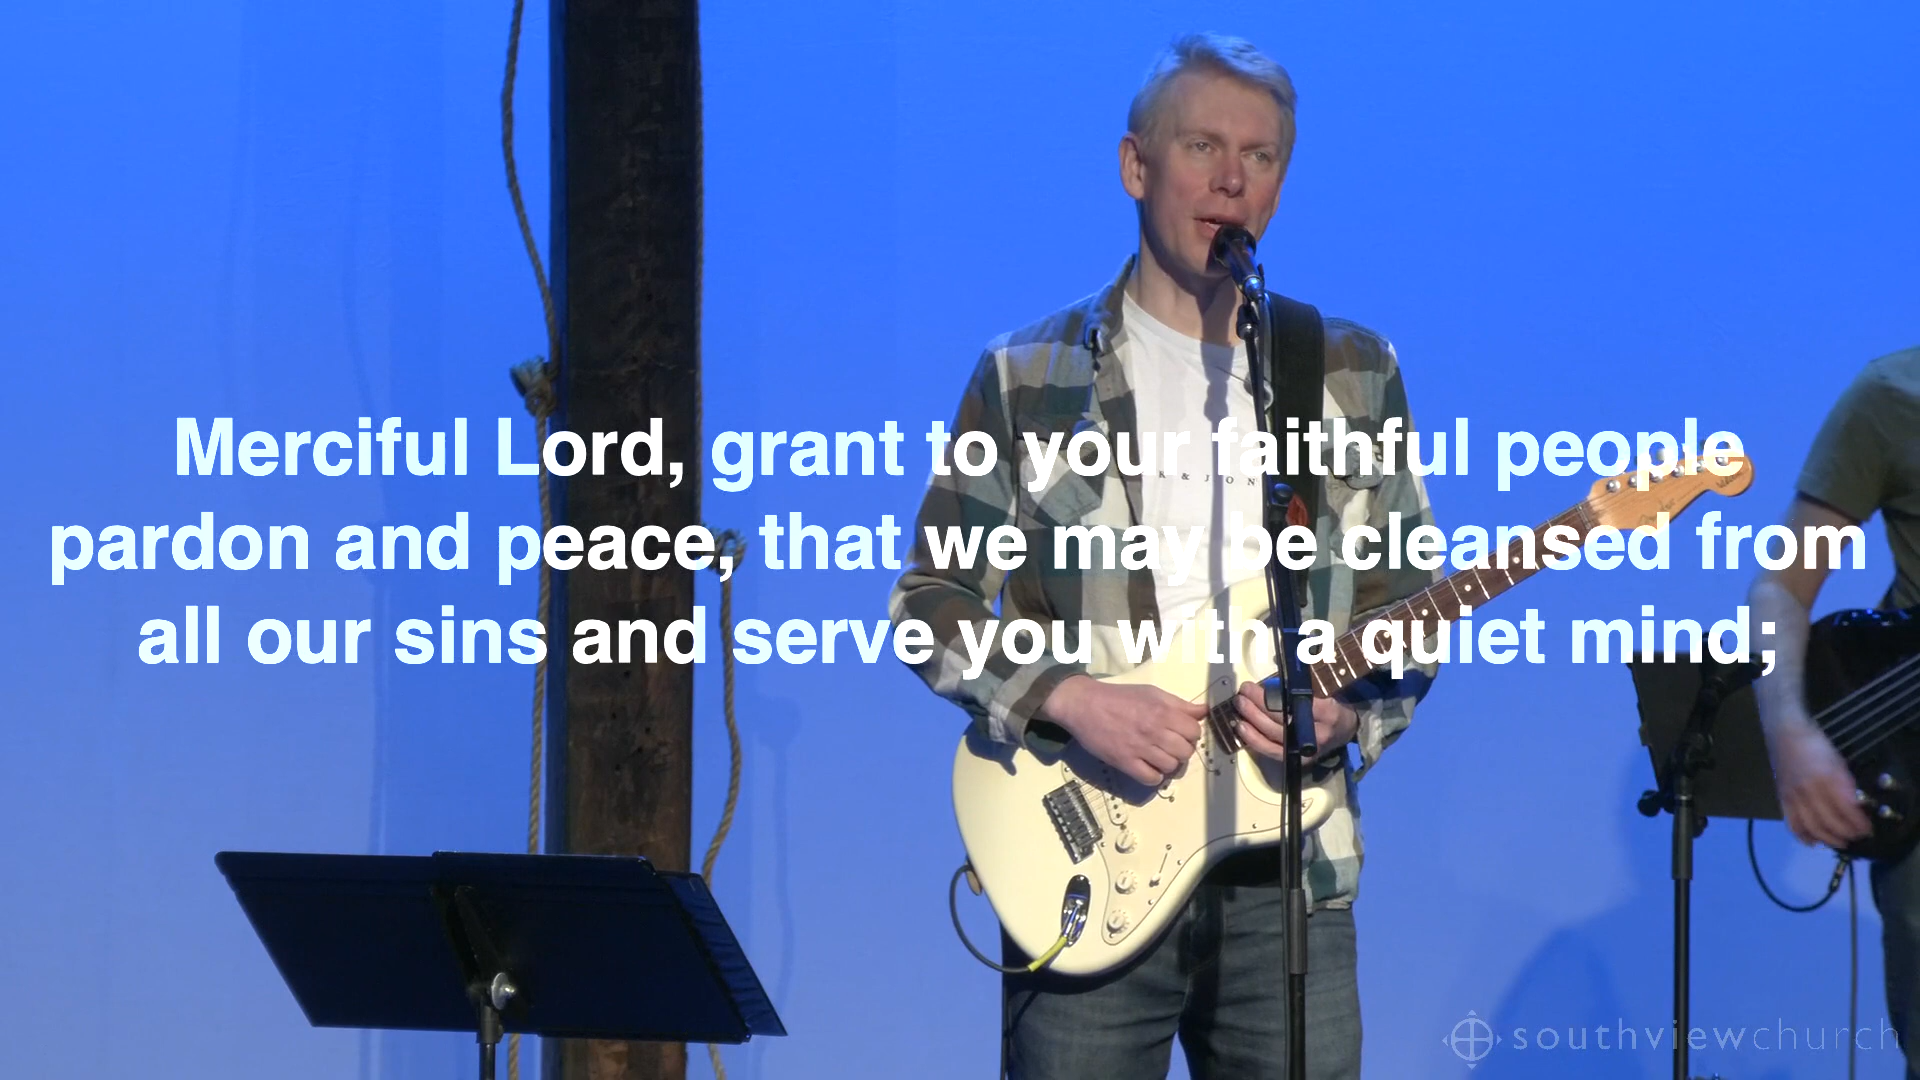 Merciful Lord, grant to your faithful people
K & JON
pardon and peace, that we may be cleansed from
all our sins and serve you with a quiet mind;
southviewchurch